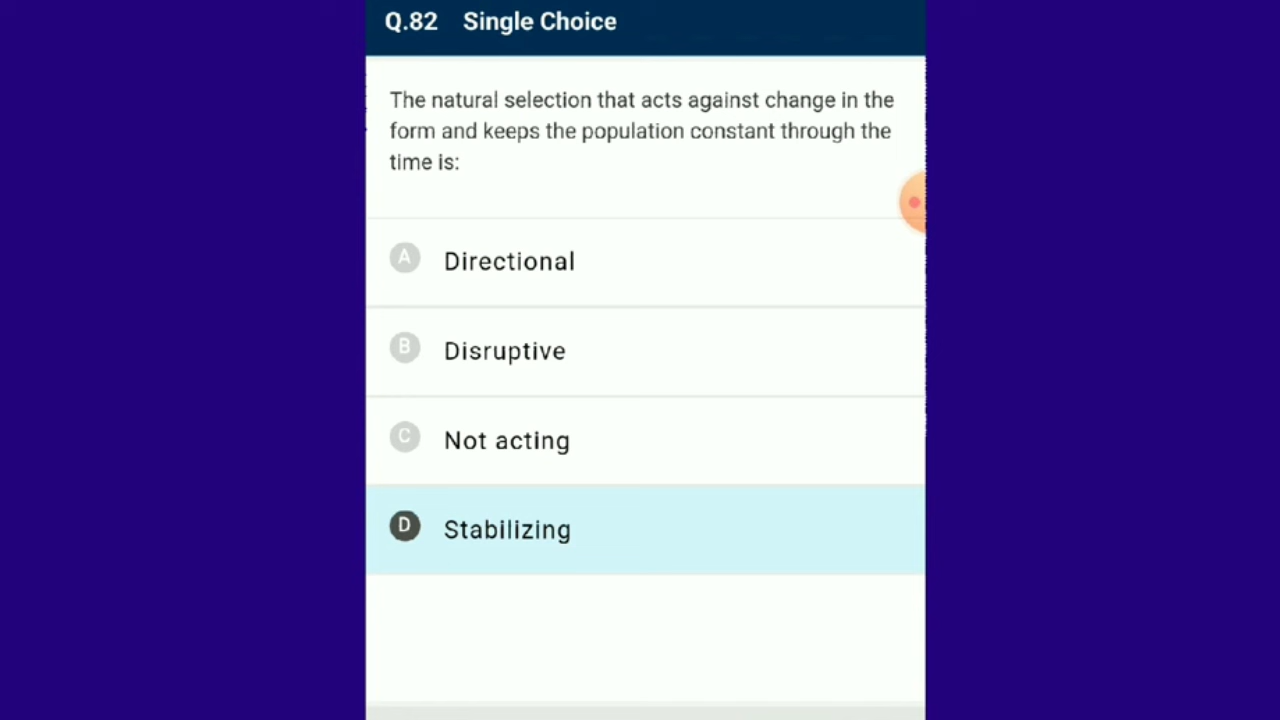 Q.82 Single Choice
The natural selection that acts against change in the
form and keeps the population constant through the
time is:
A Directional
B Disruptive
C Not acting
D Stabilizing